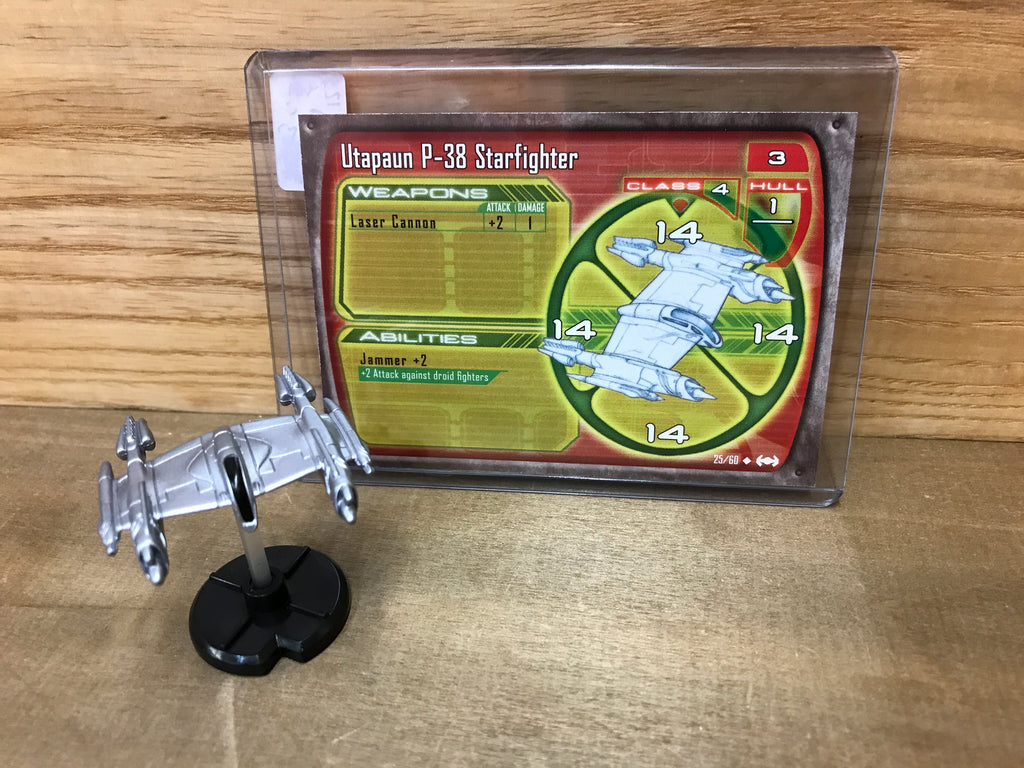 Utapaun P-38 Starfighter
3
WEAPONS
ATTACK DAMAGE
Laser Cannon +2 1
CLASS 4
HULL
1
14
14
14
14
ABILITIES
Jammer +2
+2 Attack against droid fighters
25/60